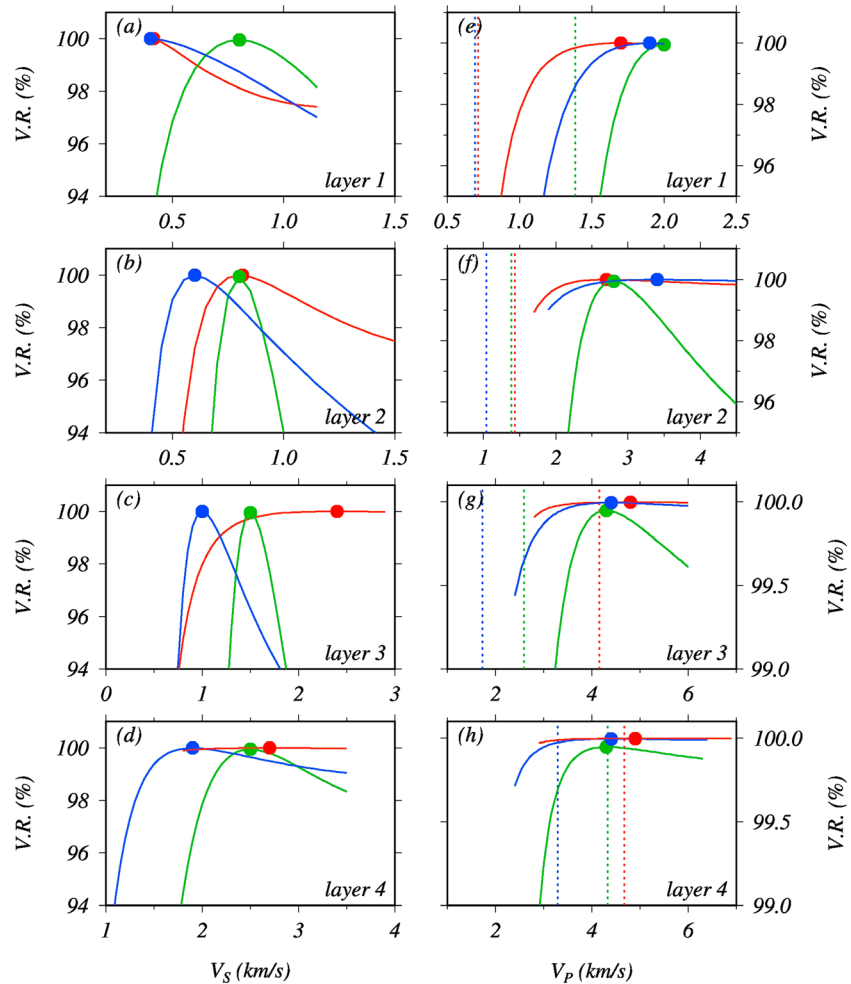 (a)
100
98
96
94
V.R. (%)
layer 1
0.5
1.0
1.5
(e)
100
98
96
V.R. (%)
layer 1
0.5
1.0
1.5
2.0
2.5
(b)
100
98
96
94
V.R. (%)
layer 2
0.5
1.0
1.5
(f)
100
98
96
V.R. (%)
layer 2
1
2
3
4
(c)
100
98
96
94
V.R. (%)
layer 3
0
1
2
3
(g)
100.0
99.5
99.0
V.R. (%)
layer 3
2
4
6
(d)
100
98
96
94
V.R. (%)
layer 4
1
2
3
4
V_S (km/s)
(h)
100.0
99.5
99.0
V.R. (%)
layer 4
2
4
6
V_P (km/s)